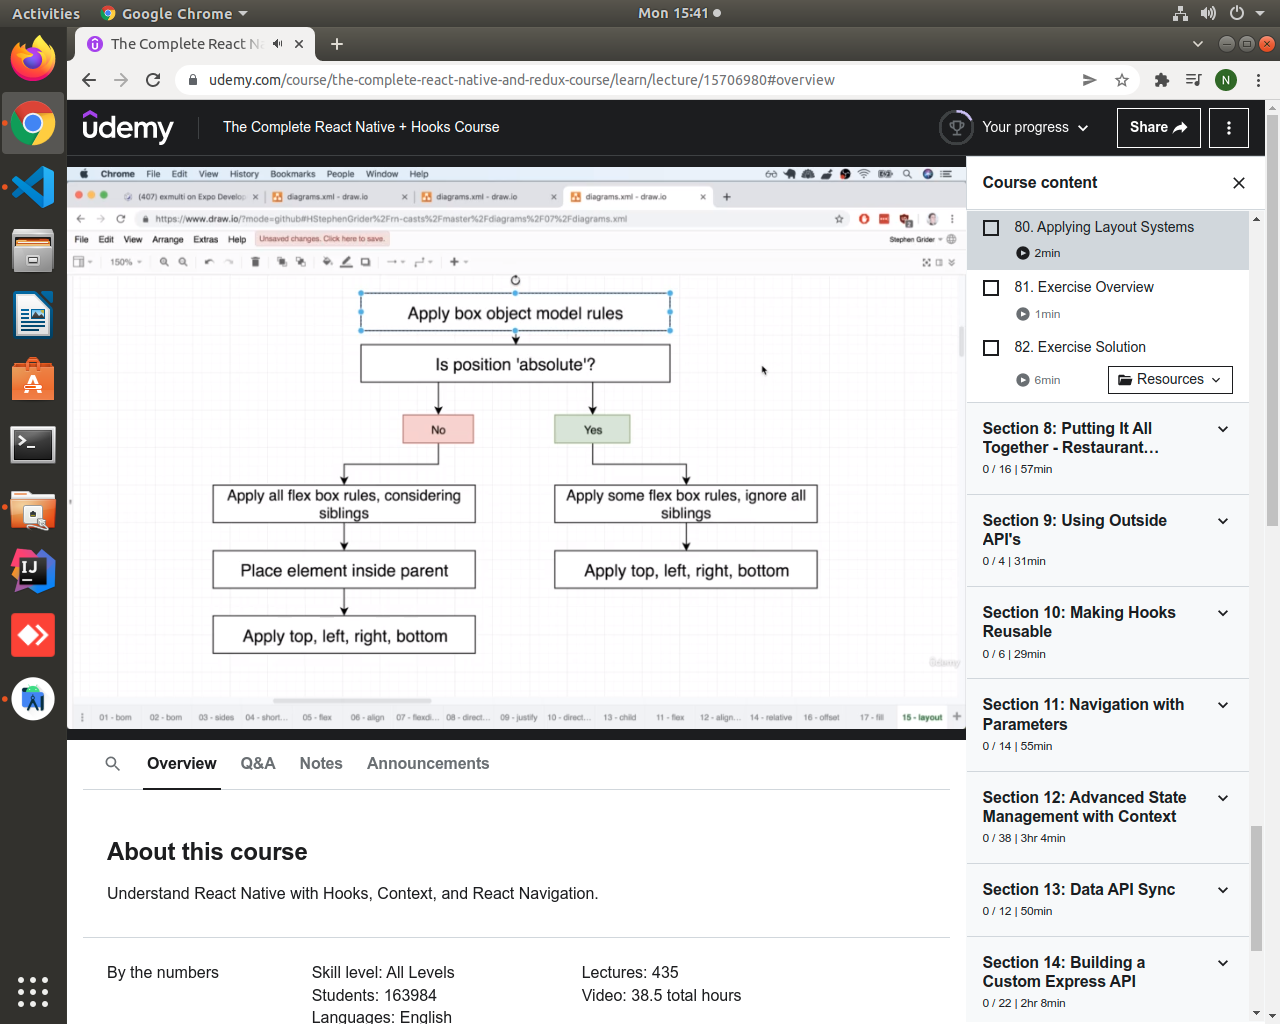 Activities
Google Chrome
Mon 15:41
The Complete React N
udemy.com/course/the-complete-react-native-and-redux-course/learn/lecture/15706980#overview
N
udemy
The Complete React Native + Hooks Course
Your progress
Share
Chrome File Edit View History Bookmarks People Window Help
(407) exmulti on Expo Develo
diagrams.xml - draw.io
diagrams.xml - draw.io
diagrams.xml - draw.io
https://www.draw.io/?mode=github#HStephenGrider%2Frn-casts%2Fmaster%2Fdiagrams%2F07%2Fdiagrams.xml
File Edit View Arrange Extras Help
Unsaved changes. Click here to save.
Stephen Grider
150%
Apply box object model rules
Is position 'absolute'?
No
Yes
Apply all flex box rules, considering
siblings
Apply some flex box rules, ignore all
siblings
Place element inside parent
Apply top, left, right, bottom
Apply top, left, right, bottom
Udemy
01 - bom
02 - bom
03 - sides
04 - short...
05 - flex
06 - align
07 - flexdi...
08 - direct...
09 - justify
10 - direct...
13 - child
11 - flex
12 - align...
14 - relative
16 - offset
17 - fill
15 - layout
Course content
80. Applying Layout Systems
2min
81. Exercise Overview
1min
82. Exercise Solution
6min
Resources
Section 8: Putting It All
Together - Restaurant…
0 / 16 | 57min
Section 9: Using Outside
API's
0 / 4 | 31min
Section 10: Making Hooks
Reusable
0 / 6 | 29min
Section 11: Navigation with
Parameters
0 / 14 | 55min
Section 12: Advanced State
Management with Context
0 / 38 | 3hr 4min
Section 13: Data API Sync
0 / 12 | 50min
Section 14: Building a
Custom Express API
0 / 22 | 2hr 8min
Overview
Q&A
Notes
Announcements
About this course
Understand React Native with Hooks, Context, and React Navigation.
By the numbers
Skill level: All Levels
Students: 163984
Languages: English
Lectures: 435
Video: 38.5 total hours